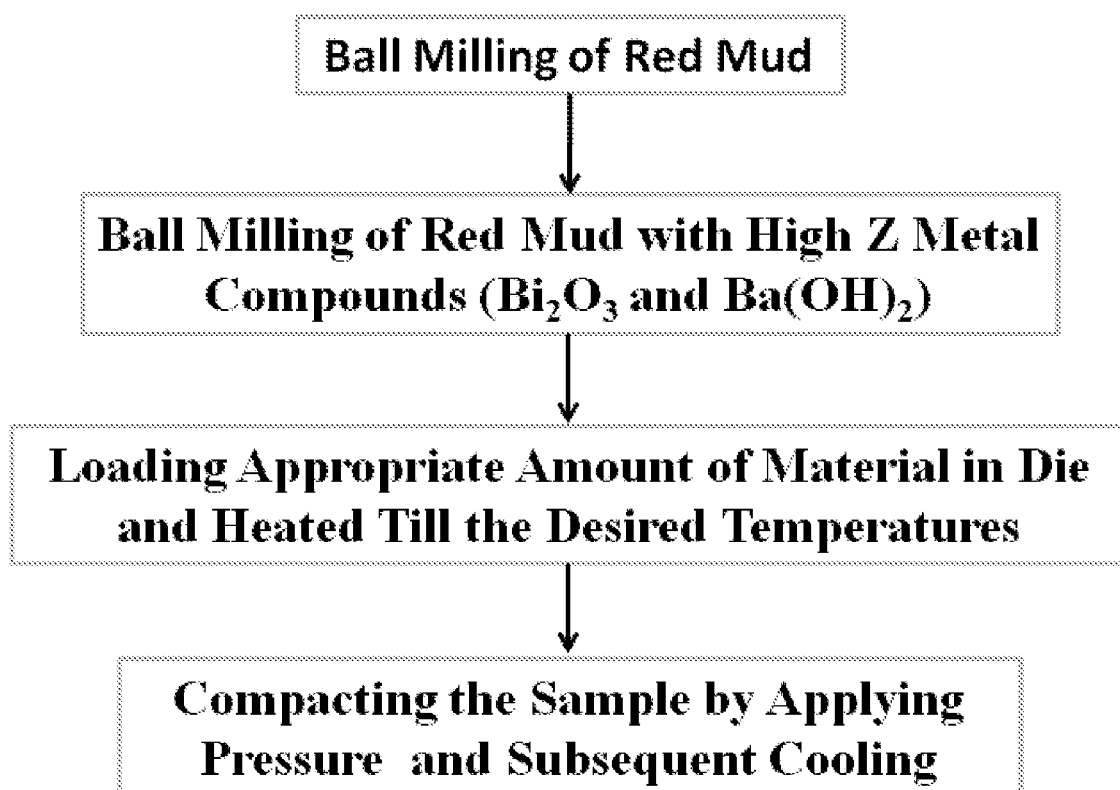 Ball Milling of Red Mud
Ball Milling of Red Mud with High Z Metal
Compounds (Bi₂O₃ and Ba(OH)₂)
Loading Appropriate Amount of Material in Die
and Heated Till the Desired Temperatures
Compacting the Sample by Applying
Pressure and Subsequent Cooling